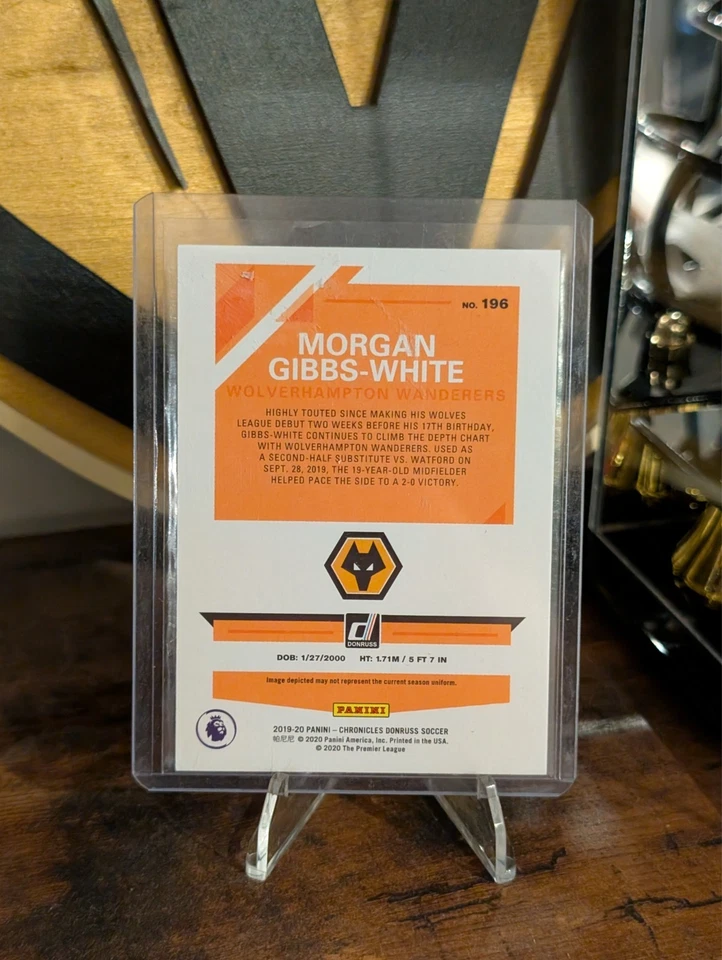 NO. 196
MORGAN
GIBBS-WHITE
WOLVERHAMPTON WANDERERS
HIGHLY TOUTED SINCE MAKING HIS WOLVES
LEAGUE DEBUT TWO WEEKS BEFORE HIS 17TH BIRTHDAY,
GIBBS-WHITE CONTINUES TO CLIMB THE DEPTH CHART
WITH WOLVERHAMPTON WANDERERS. USED AS
A SECOND-HALF SUBSTITUTE VS. WATFORD ON
SEPT. 28, 2019, THE 19-YEAR-OLD MIDFIELDER
HELPED PACE THE SIDE TO A 2-0 VICTORY.
d
DONRUSS
DOB: 1/27/2000 HT: 1.71M / 5 FT 7 IN
Image depicted may not represent the current season uniform.
PANINI
2019-20 PANINI – CHRONICLES DONRUSS SOCCER
帕尼尼 © 2020 Panini America, Inc. Printed in the USA.
© 2020 The Premier League